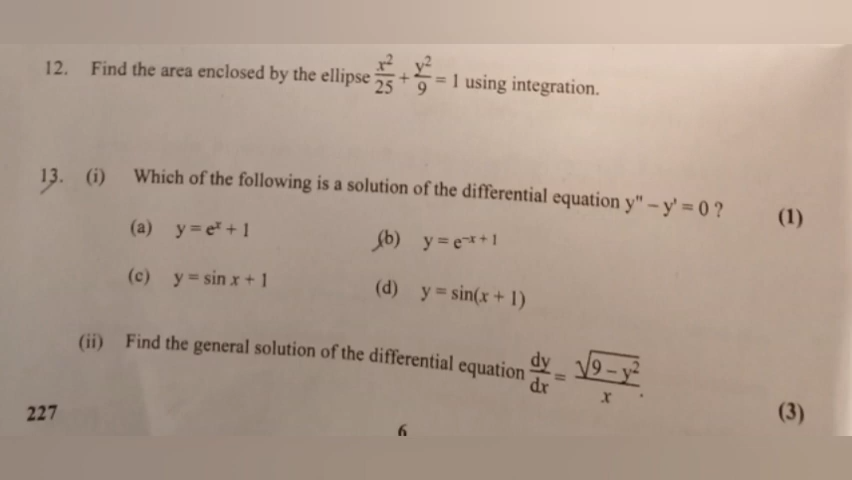 12. Find the area enclosed by the ellipse x²/25 + y²/9 = 1 using integration.
13. (i) Which of the following is a solution of the differential equation y" – y' = 0 ? (1)
(a) y = eˣ + 1 (b) y = e⁻ˣ⁺¹
(c) y = sin x + 1 (d) y = sin(x + 1)
(ii) Find the general solution of the differential equation dy/dx = √(9 – y²)/x. (3)
227
6